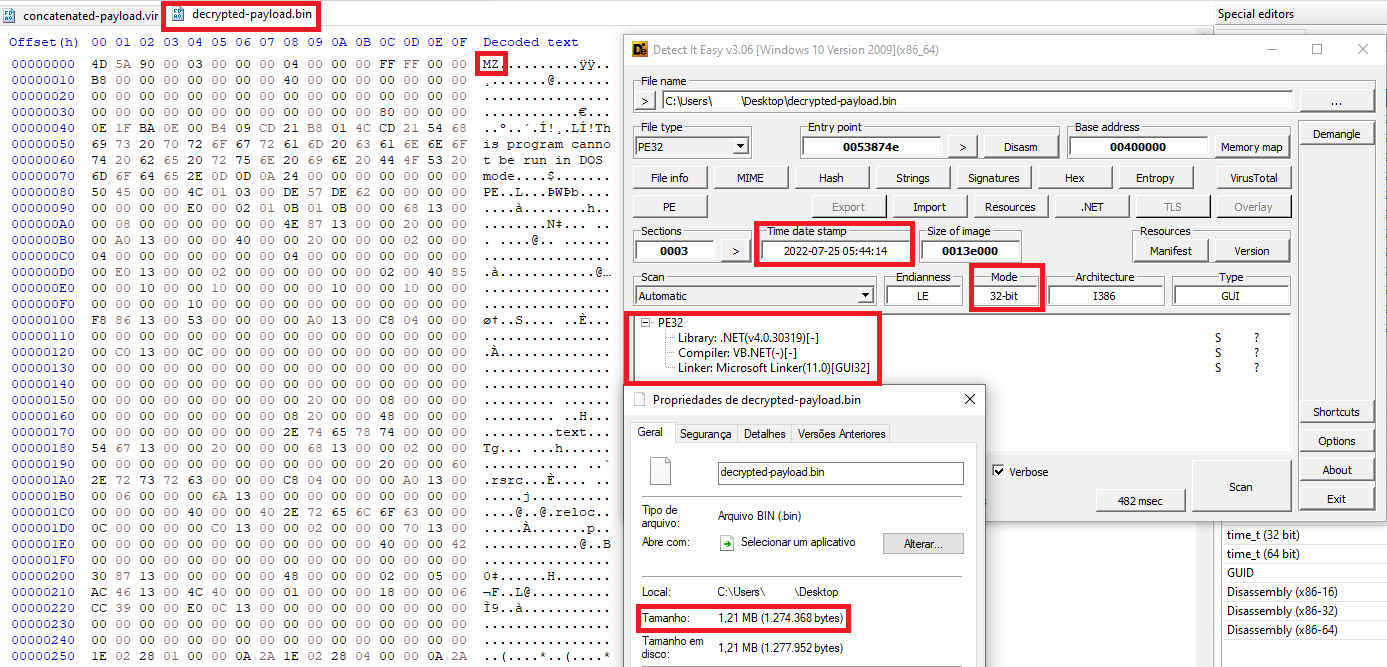 concatenated-payload.vir
decrypted-payload.bin
Special editors
Offset(h) 00 01 02 03 04 05 06 07 08 09 0A 0B 0C 0D 0E 0F Decoded text
00000000 4D 5A 90 00 03 00 00 00 04 00 00 00 FF FF 00 00 MZ..........ÿÿ..
00000010 B8 00 00 00 00 00 00 00 40 00 00 00 00 00 00 00 ¸.......@.......
00000020 00 00 00 00 00 00 00 00 00 00 00 00 00 00 00 00 ................
00000030 00 00 00 00 00 00 00 00 00 00 00 00 80 00 00 00 ............€...
00000040 0E 1F BA 0E 00 B4 09 CD 21 B8 01 4C CD 21 54 68 ..º..´.Í!¸.LÍ!Th
00000050 69 73 20 70 72 6F 67 72 61 6D 20 63 61 6E 6E 6F is program canno
00000060 74 20 62 65 20 72 75 6E 20 69 6E 20 44 4F 53 20 t be run in DOS
00000070 6D 6F 64 65 2E 0D 0D 0A 24 00 00 00 00 00 00 00 mode....$.......
00000080 50 45 00 00 4C 01 03 00 DE 57 DE 62 00 00 00 00 PE..L...ÞWÞb....
00000090 00 00 00 00 E0 00 02 01 0B 01 0B 00 00 68 13 00 ....à........h..
000000A0 00 08 00 00 00 00 00 00 4E 87 13 00 00 20 00 00 ........N‡... ..
000000B0 00 A0 13 00 00 00 40 00 00 20 00 00 00 02 00 00 . ....@.. ......
000000C0 04 00 00 00 00 00 00 00 04 00 00 00 00 00 00 00 ................
000000D0 00 E0 13 00 00 02 00 00 00 00 00 00 02 00 40 85 .à............@…
000000E0 00 00 10 00 00 10 00 00 00 00 10 00 00 10 00 00 ................
000000F0 00 00 00 00 10 00 00 00 00 00 00 00 00 00 00 00 ................
00000100 F8 86 13 00 53 00 00 00 00 A0 13 00 C8 04 00 00 ø†..S.... ..È...
00000110 00 00 00 00 00 00 00 00 00 00 00 00 00 00 00 00 ................
00000120 00 C0 13 00 0C 00 00 00 00 00 00 00 00 00 00 00 .À..............
00000130 00 00 00 00 00 00 00 00 00 00 00 00 00 00 00 00 ................
00000140 00 00 00 00 00 00 00 00 00 00 00 00 00 00 00 00 ................
00000150 00 00 00 00 00 00 00 00 00 20 00 00 08 00 00 00 ......... ......
00000160 00 00 00 00 00 00 00 00 08 20 00 00 48 00 00 00 ......... ..H...
00000170 00 00 00 00 00 00 00 00 2E 74 65 78 74 00 00 00 .........text...
00000180 54 67 13 00 00 20 00 00 00 68 13 00 00 02 00 00 Tg... ...h......
00000190 00 00 00 00 00 00 00 00 00 00 00 00 20 00 00 60 ............ ..`
000001A0 2E 72 73 72 63 00 00 00 C8 04 00 00 00 A0 13 00 .rsrc...È.... ..
000001B0 00 06 00 00 00 6A 13 00 00 00 00 00 00 00 00 00 .....j..........
000001C0 00 00 00 00 40 00 00 40 2E 72 65 6C 6F 63 00 00 ....@..@.reloc..
000001D0 0C 00 00 00 00 C0 13 00 00 02 00 00 00 70 13 00 .....À.......p..
000001E0 00 00 00 00 00 00 00 00 00 00 00 00 40 00 00 42 ............@..B
000001F0 00 00 00 00 00 00 00 00 00 00 00 00 00 00 00 00 ................
00000200 30 87 13 00 00 00 00 00 48 00 00 00 02 00 05 00 0‡......H.......
00000210 AC 46 13 00 4C 40 00 00 01 00 00 00 18 00 00 06 ¬F..L@..........
00000220 CC 39 00 00 E0 0C 13 00 00 00 00 00 00 00 00 00 Ì9..à...........
00000230 00 00 00 00 00 00 00 00 00 00 00 00 00 00 00 00 ................
00000240 00 00 00 00 00 00 00 00 00 00 00 00 00 00 00 00 ................
00000250 1E 02 28 01 00 00 0A 2A 1E 02 28 04 00 00 0A 2A ..(....*..(....*
Detect It Easy v3.06 [Windows 10 Version 2009](x86_64)
File name
> C:\Users\ \Desktop\decrypted-payload.bin ...
File type Entry point Base address
PE32 0053874e > Disasm 00400000 Memory map
Demangle
File info MIME Hash Strings Signatures Hex Entropy VirusTotal
PE Export Import Resources .NET TLS Overlay
Sections Time date stamp Size of image Resources
0003 > 2022-07-25 05:44:14 0013e000 Manifest Version
Scan Endianness Mode Architecture Type
Automatic LE 32-bit I386 GUI
PE32
Library: .NET(v4.0.30319)[-] S ?
Compiler: VB.NET(-)[-] S ?
Linker: Microsoft Linker(11.0)[GUI32] S ?
Shortcuts
Options
About
Exit
Verbose
482 msec
Scan
Propriedades de decrypted-payload.bin
Geral Segurança Detalhes Versões Anteriores
decrypted-payload.bin
Tipo de arquivo: Arquivo BIN (.bin)
Abre com: Selecionar um aplicativo Alterar...
Local: C:\Users\ \Desktop
Tamanho: 1,21 MB (1.274.368 bytes)
Tamanho em disco: 1,21 MB (1.277.952 bytes)
time_t (32 bit)
time_t (64 bit)
GUID
Disassembly (x86-16)
Disassembly (x86-32)
Disassembly (x86-64)